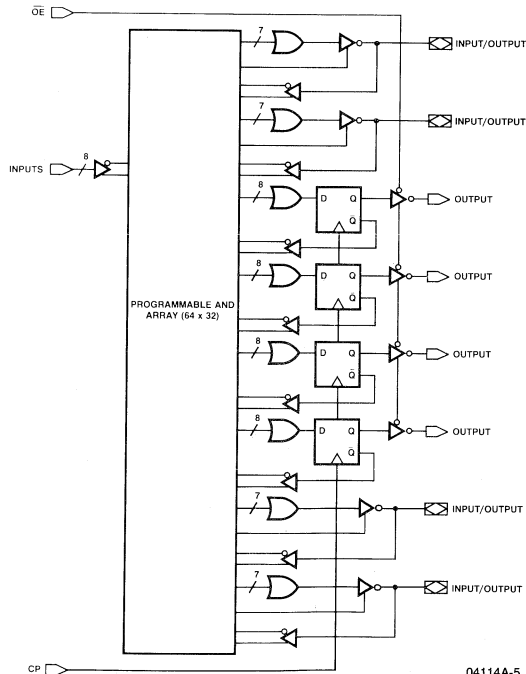 OE
7
INPUT/OUTPUT
7
INPUT/OUTPUT
INPUTS
8
8
D
Q
Q
OUTPUT
8
D
Q
Q
OUTPUT
PROGRAMMABLE AND
ARRAY (64 x 32)
8
D
Q
Q
OUTPUT
8
D
Q
Q
OUTPUT
7
INPUT/OUTPUT
7
INPUT/OUTPUT
CP
04114A-5